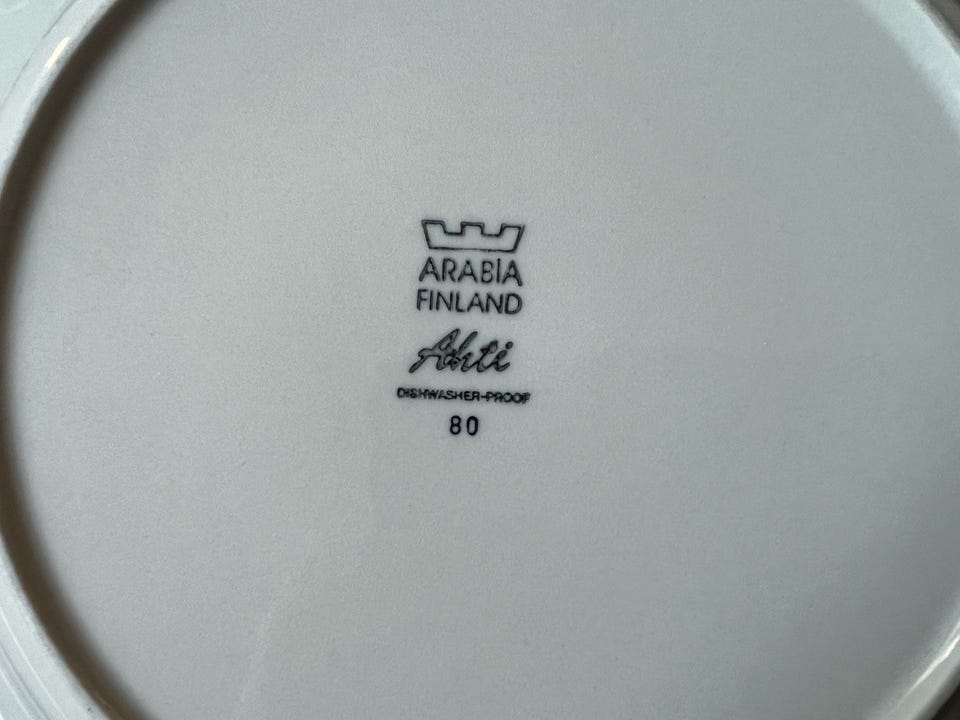 ARABIA
FINLAND
Ahti
DISHWASHER-PROOF
80